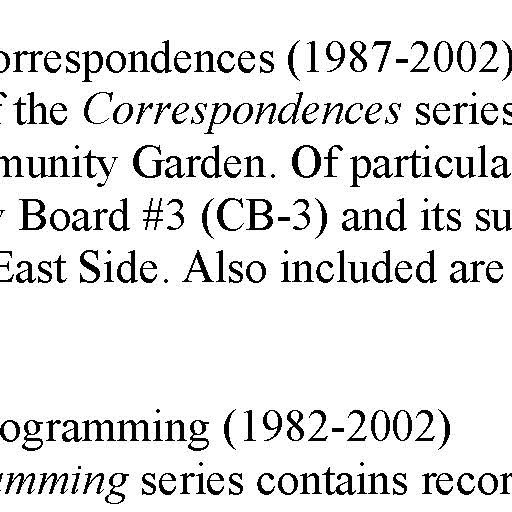 orrespondences (1987-2002)
f the Correspondences series
munity Garden. Of particula
y Board #3 (CB-3) and its su
East Side. Also included are
ogramming (1982-2002)
amming series contains recor